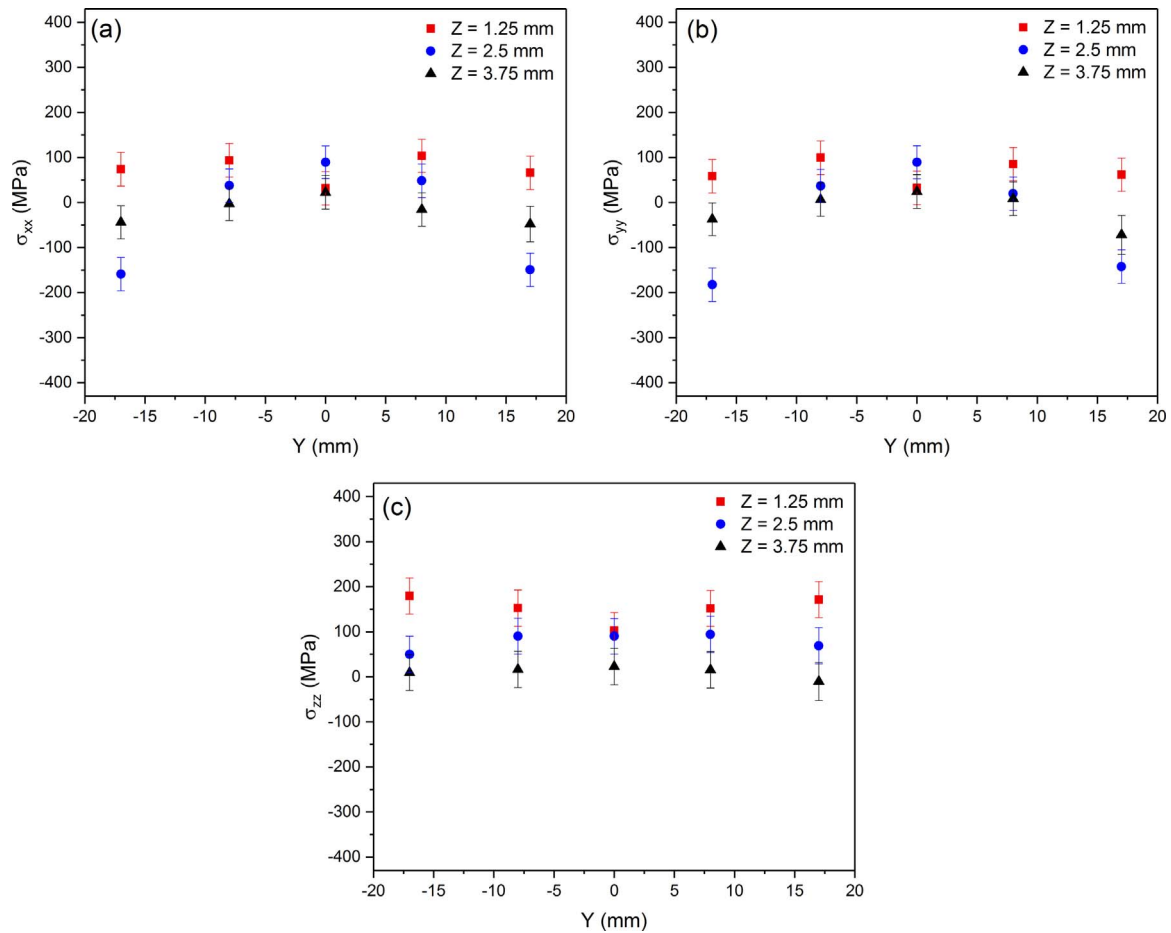 (a)
Z = 1.25 mm
Z = 2.5 mm
Z = 3.75 mm
400
300
200
100
0
-100
-200
-300
-400
σxx (MPa)
-20 -15 -10 -5 0 5 10 15 20
Y (mm)
(b)
Z = 1.25 mm
Z = 2.5 mm
Z = 3.75 mm
400
300
200
100
0
-100
-200
-300
-400
σyy (MPa)
-20 -15 -10 -5 0 5 10 15 20
Y (mm)
(c)
Z = 1.25 mm
Z = 2.5 mm
Z = 3.75 mm
400
300
200
100
0
-100
-200
-300
-400
σzz (MPa)
-20 -15 -10 -5 0 5 10 15 20
Y (mm)